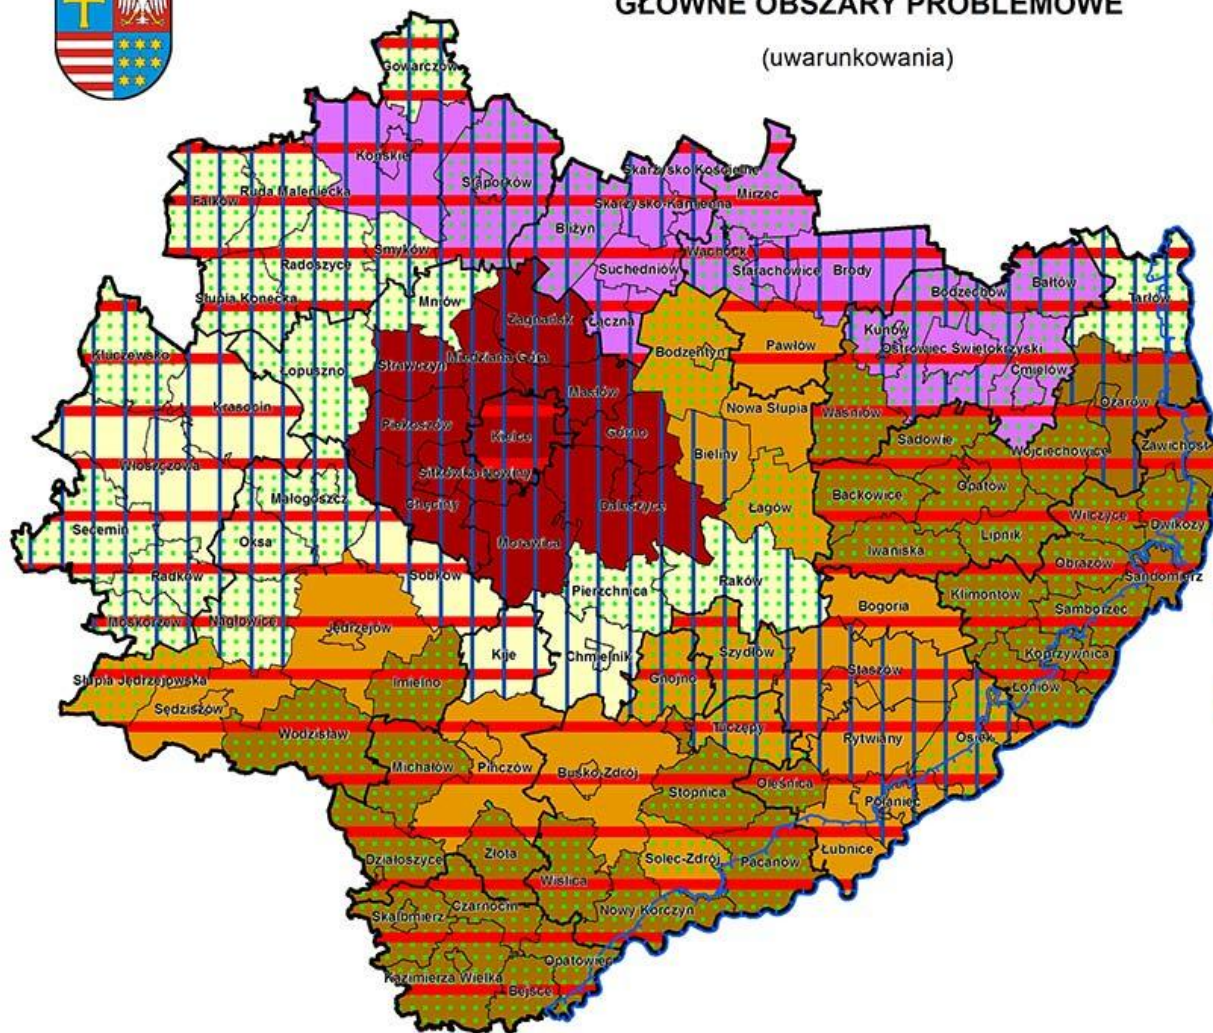 GŁÓWNE OBSZARY PROBLEMOWE
(uwarunkowania)
Gowarczów
Końskie
Stąporków
Skarżysko Kościelne
Mirzec
Fałków
Ruda Maleniecka
Skarżysko-Kamienna
Bliżyn
Smyków
Wąchock
Radoszyce
Suchedniów
Starachowice
Brody
Słupia Konecka
Mniów
Bodzechów
Bałtów
Tarłów
Zagnańsk
Łączna
Kunów
Kluczewsko
Łopuszno
Strawczyn
Miedziana Góra
Bodzentyn
Pawłów
Ostrowiec Świętokrzyski
Ćmielów
Masłów
Krasocin
Nowa Słupia
Waśniów
Ożarów
Piekoszów
Kielce
Górno
Sadowie
Zawichost
Włoszczowa
Sitkówka-Nowiny
Bieliny
Wojciechowice
Małogoszcz
Chęciny
Daleszyce
Łagów
Baćkowice
Opatów
Secemin
Oksa
Morawica
Iwaniska
Lipnik
Wilczyce
Dwikozy
Radków
Sobków
Pierzchnica
Raków
Obrazów
Sandomierz
Moskorzew
Nagłowice
Jędrzejów
Bogoria
Klimontów
Samborzec
Kije
Chmielnik
Szydłów
Staszów
Koprzywnica
Słupia Jędrzejowska
Imielno
Gnojno
Łoniów
Sędziszów
Wodzisław
Tuczępy
Rytwiany
Osiek
Michałów
Pińczów
Busko-Zdrój
Stopnica
Oleśnica
Połaniec
Działoszyce
Złota
Solec-Zdrój
Pacanów
Łubnice
Wiślica
Skalbmierz
Czarnocin
Nowy Korczyn
Kazimierza Wielka
Opatowiec
Bejsce